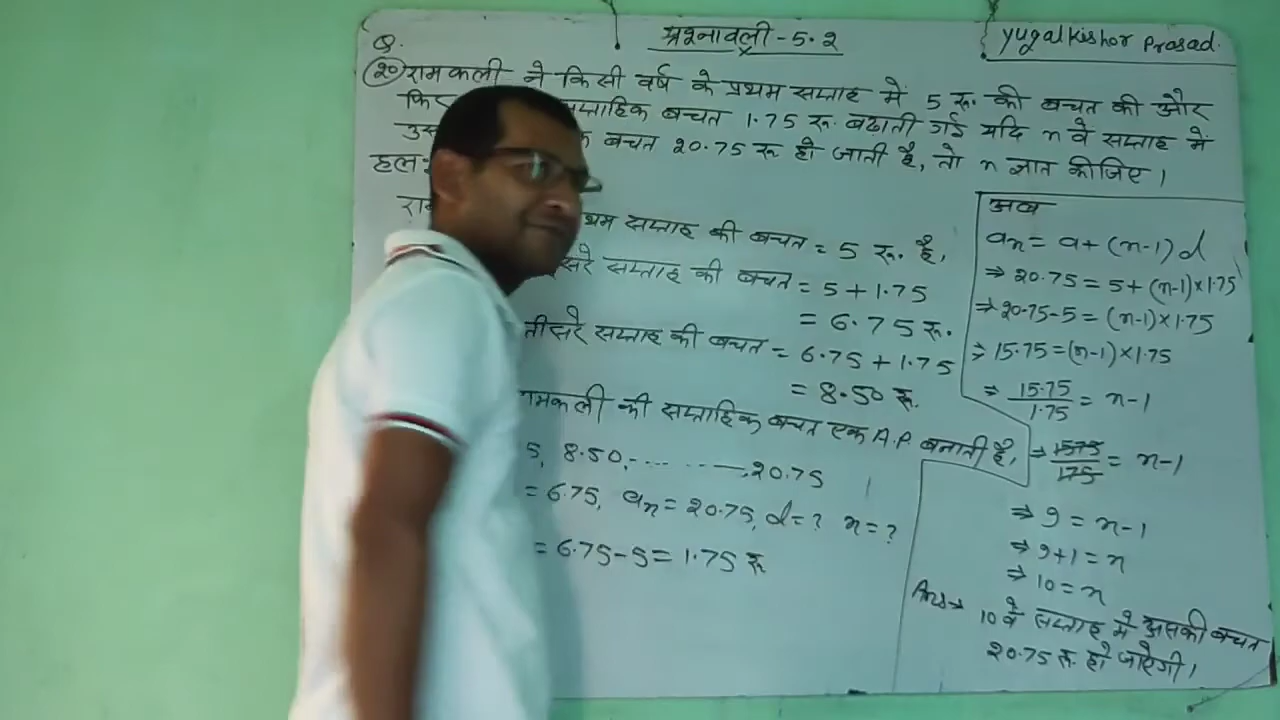 प्रश्नावली-5.2
Yugalkishor Prasad.
Q.
20 रामकली ने किसी वर्ष के प्रथम सप्ताह में 5 रू. की बचत की और
फिर साप्ताहिक बचत 1.75 रू. बढाती गई यदि n वे सप्ताह में
बचत 20.75 रू हो जाती है, तो n ज्ञात कीजिए।
हल:
सप्ताह की बचत = 5 रू. है,
सप्ताह की बचत = 5 + 1.75
= 6.75 रू.
तीसरे सप्ताह की बचत = 6.75 + 1.75
= 8.50 रू.
रामकली की साप्ताहिक बचत एक A.P बनाती है,
5, 8.50, ------ —, 20.75
= 6.75, an = 20.75, d = ? n = ?
= 6.75 - 5 = 1.75 रू
अब
an = a + (n-1) d
⇒ 20.75 = 5 + (n-1) × 1.75
⇒ 20.75 - 5 = (n-1) × 1.75
⇒ 15.75 = (n-1) × 1.75
⇒ 15.75/1.75 = n-1
⇒ 1575/175 = n-1
⇒ 9 = n-1
⇒ 9+1 = n
⇒ 10 = n
Ans→ 10 वे सप्ताह मे उसकी बचत
20.75 रू. हो जाऐगी।